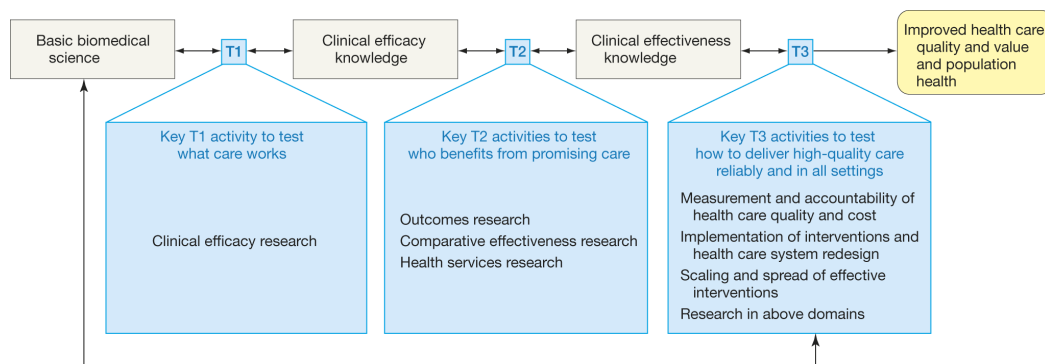 Basic biomedical
science
T1
Clinical efficacy
knowledge
T2
Clinical effectiveness
knowledge
T3
Improved health care
quality and value
and population
health
Key T1 activity to test
what care works
Clinical efficacy research
Key T2 activities to test
who benefits from promising care
Outcomes research
Comparative effectiveness research
Health services research
Key T3 activities to test
how to deliver high-quality care
reliably and in all settings
Measurement and accountability of
health care quality and cost
Implementation of interventions and
health care system redesign
Scaling and spread of effective
interventions
Research in above domains